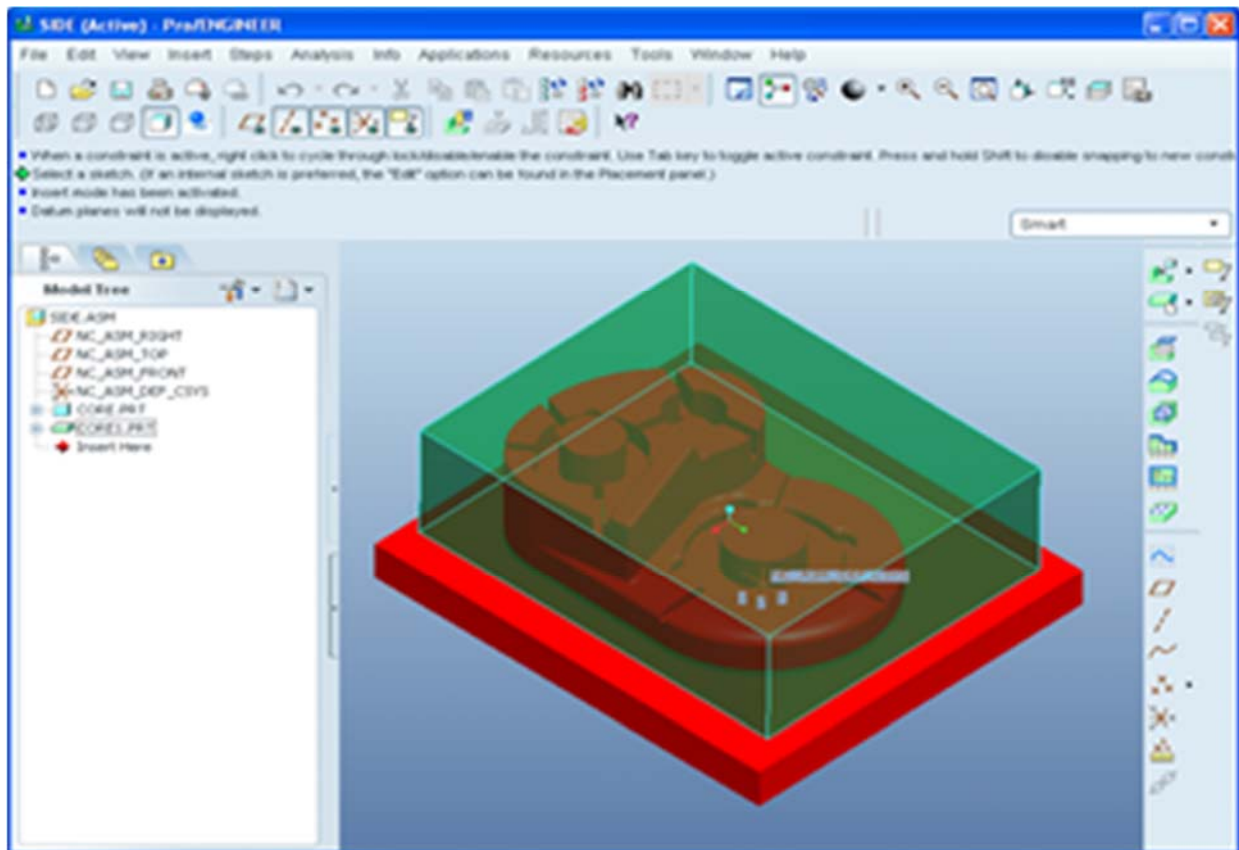 SIDE (Active) - Pro/ENGINEER
File Edit View Insert Steps Analysis Info Applications Resources Tools Window Help
When a constraint is active, right click to cycle through lock/disable/enable the constraint. Use Tab key to toggle active constraint. Press and hold Shift to disable snapping to new const
Select a sketch. (If an internal sketch is preferred, the "Edit" option can be found in the Placement panel.)
Insert mode has been activated.
Datum planes will not be displayed.
Smart
Model Tree
SIDE.ASM
NC_ASM_RIGHT
NC_ASM_TOP
NC_ASM_FRONT
NC_ASM_DEF_CSYS
CORE.PRT
CORE1.PRT
Insert Here